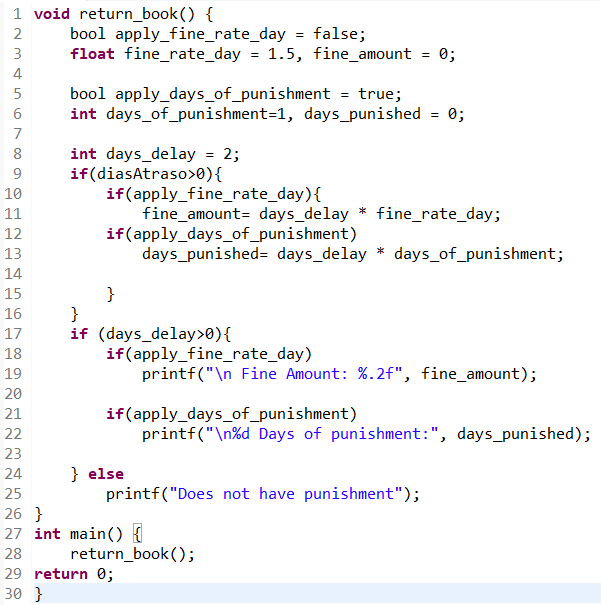 1 void return_book() {
2     bool apply_fine_rate_day = false;
3     float fine_rate_day = 1.5, fine_amount = 0;
4
5     bool apply_days_of_punishment = true;
6     int days_of_punishment=1, days_punished = 0;
7
8     int days_delay = 2;
9     if(diasAtraso>0){
10         if(apply_fine_rate_day){
11             fine_amount= days_delay * fine_rate_day;
12         if(apply_days_of_punishment)
13             days_punished= days_delay * days_of_punishment;
14
15         }
16     }
17     if (days_delay>0){
18         if(apply_fine_rate_day)
19             printf("\n Fine Amount: %.2f", fine_amount);
20
21         if(apply_days_of_punishment)
22             printf("\n%d Days of punishment:", days_punished);
23
24     } else
25         printf("Does not have punishment");
26 }
27 int main() {
28     return_book();
29 return 0;
30 }